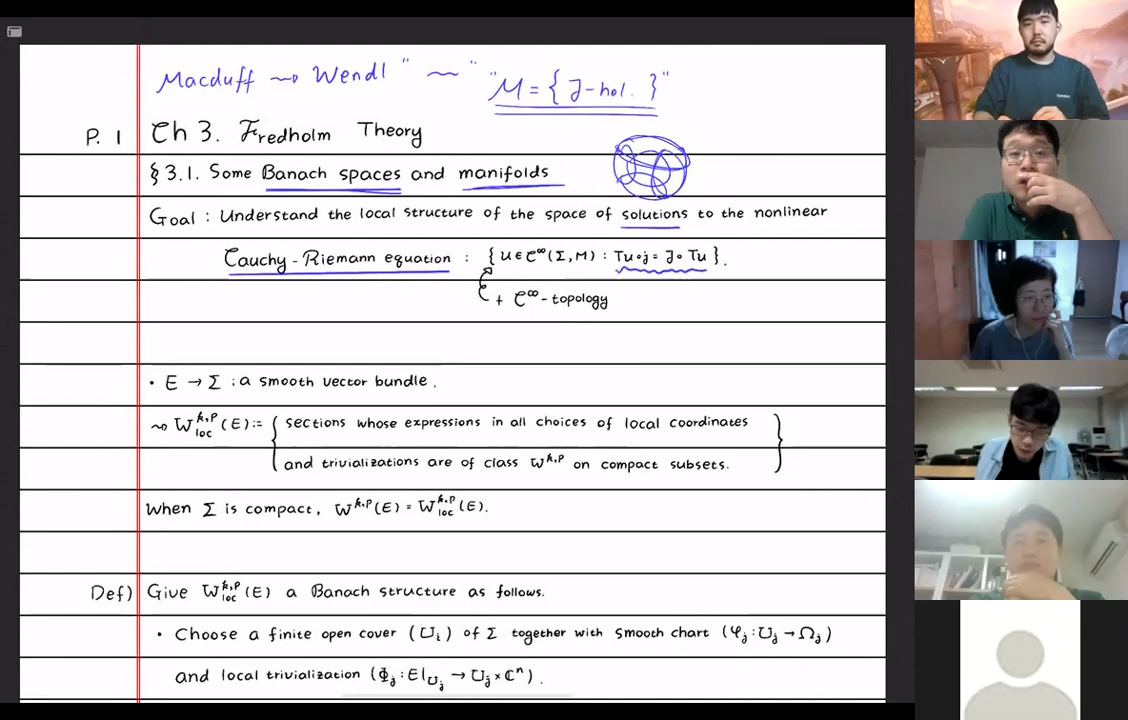 Macduff ⇝ Wendl " ~ " "M = { J-hol. }"
P. 1 Ch 3. Fredholm Theory
§ 3.1. Some Banach spaces and manifolds
Goal : Understand the local structure of the space of solutions to the nonlinear
Cauchy-Riemann equation : { u ∈ C^∞(Σ, M) : Tu∘j = J∘Tu }.
+ C^∞-topology
• E → Σ : a smooth vector bundle.
⇝ W^{k,p}_{loc}(E) := { sections whose expressions in all choices of local coordinates
and trivializations are of class W^{k,p} on compact subsets. }
When Σ is compact, W^{k,p}(E) = W^{k,p}_{loc}(E).
Def) Give W^{k,p}_{loc}(E) a Banach structure as follows.
• Choose a finite open cover (U_i) of Σ together with smooth chart (φ_j : U_j → Ω_j)
and local trivialization (Φ_j : E|_{U_j} → U_j × C^n).